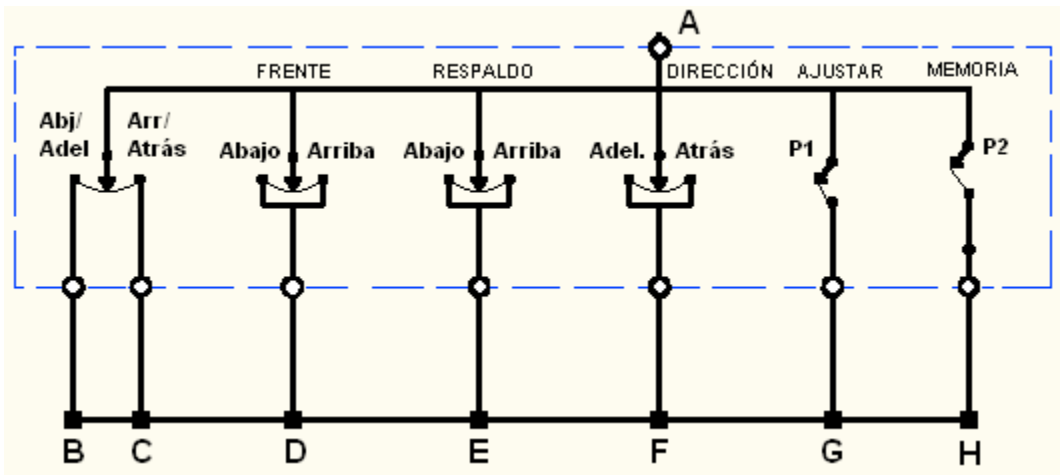 A
FRENTE RESPALDO DIRECCIÓN AJUSTAR MEMORIA
Abj/ Arr/
Adel Atrás Abajo Arriba Abajo Arriba Adel. Atrás P1 P2
B C D E F G H